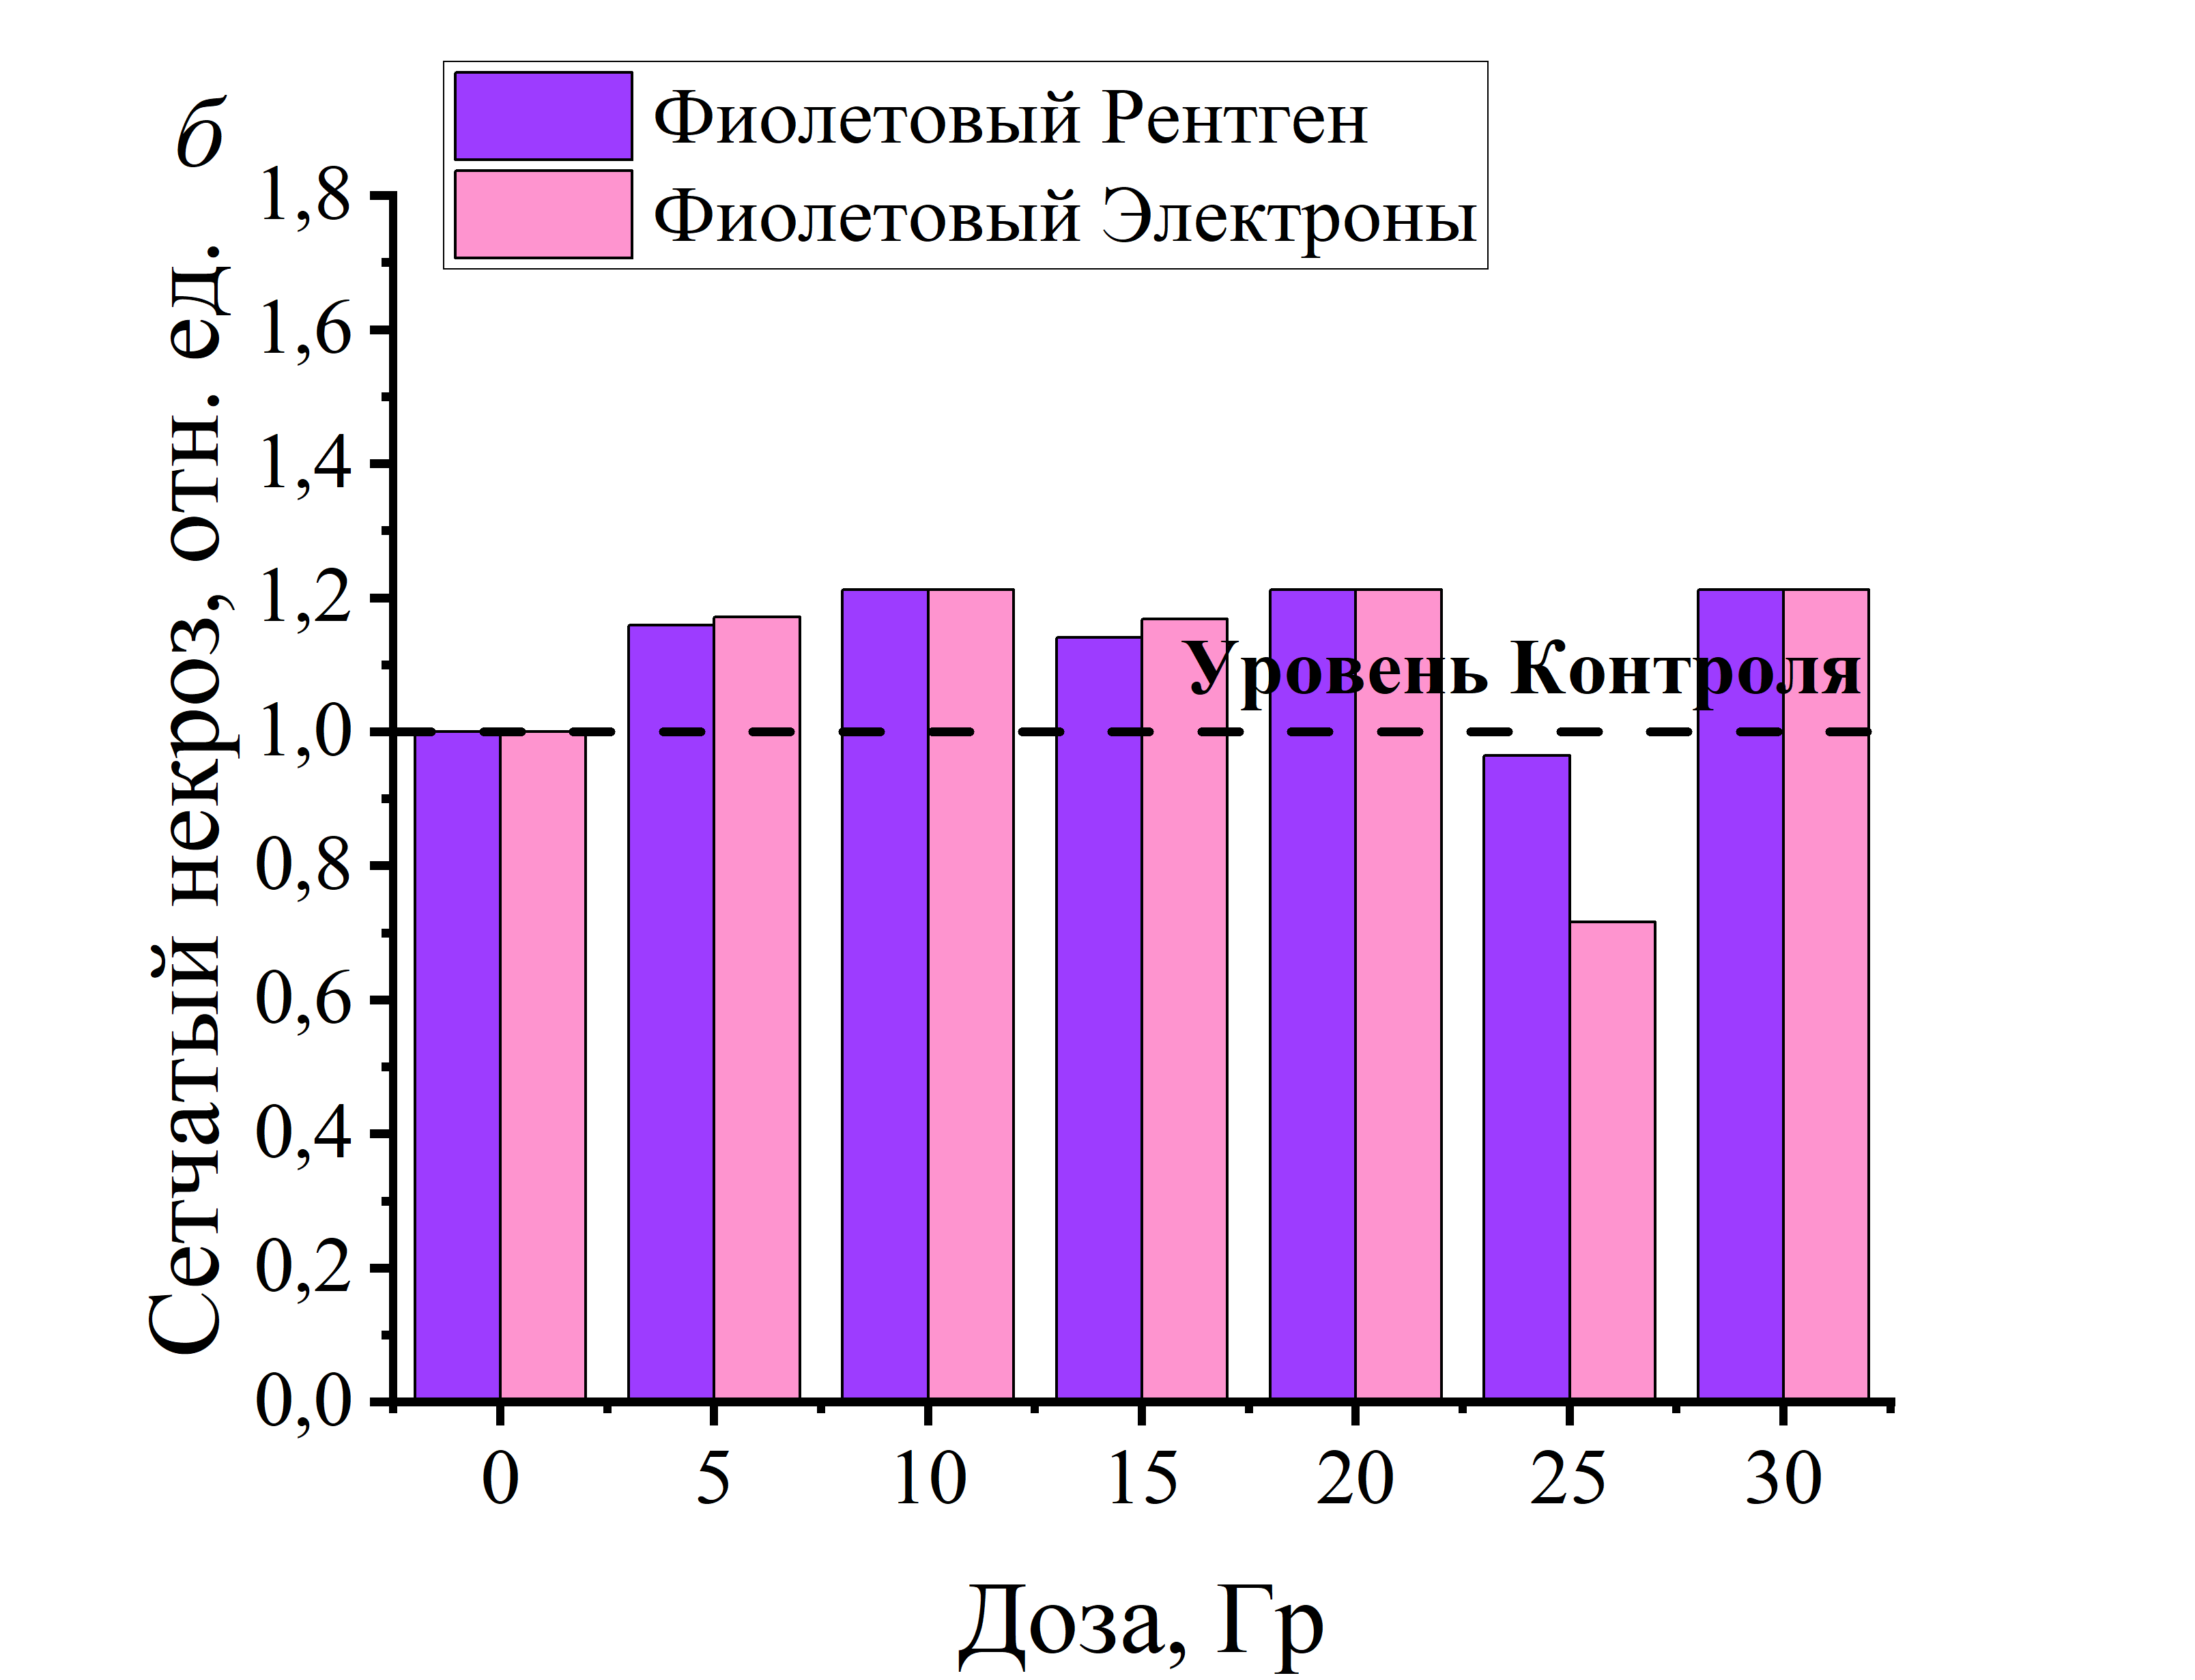 б
Фиолетовый Рентген
Фиолетовый Электроны
Сетчатый некроз, отн. ед.
1,8
1,6
1,4
1,2
1,0
0,8
0,6
0,4
0,2
0,0
Уровень Контроля
0 5 10 15 20 25 30
Доза, Гр